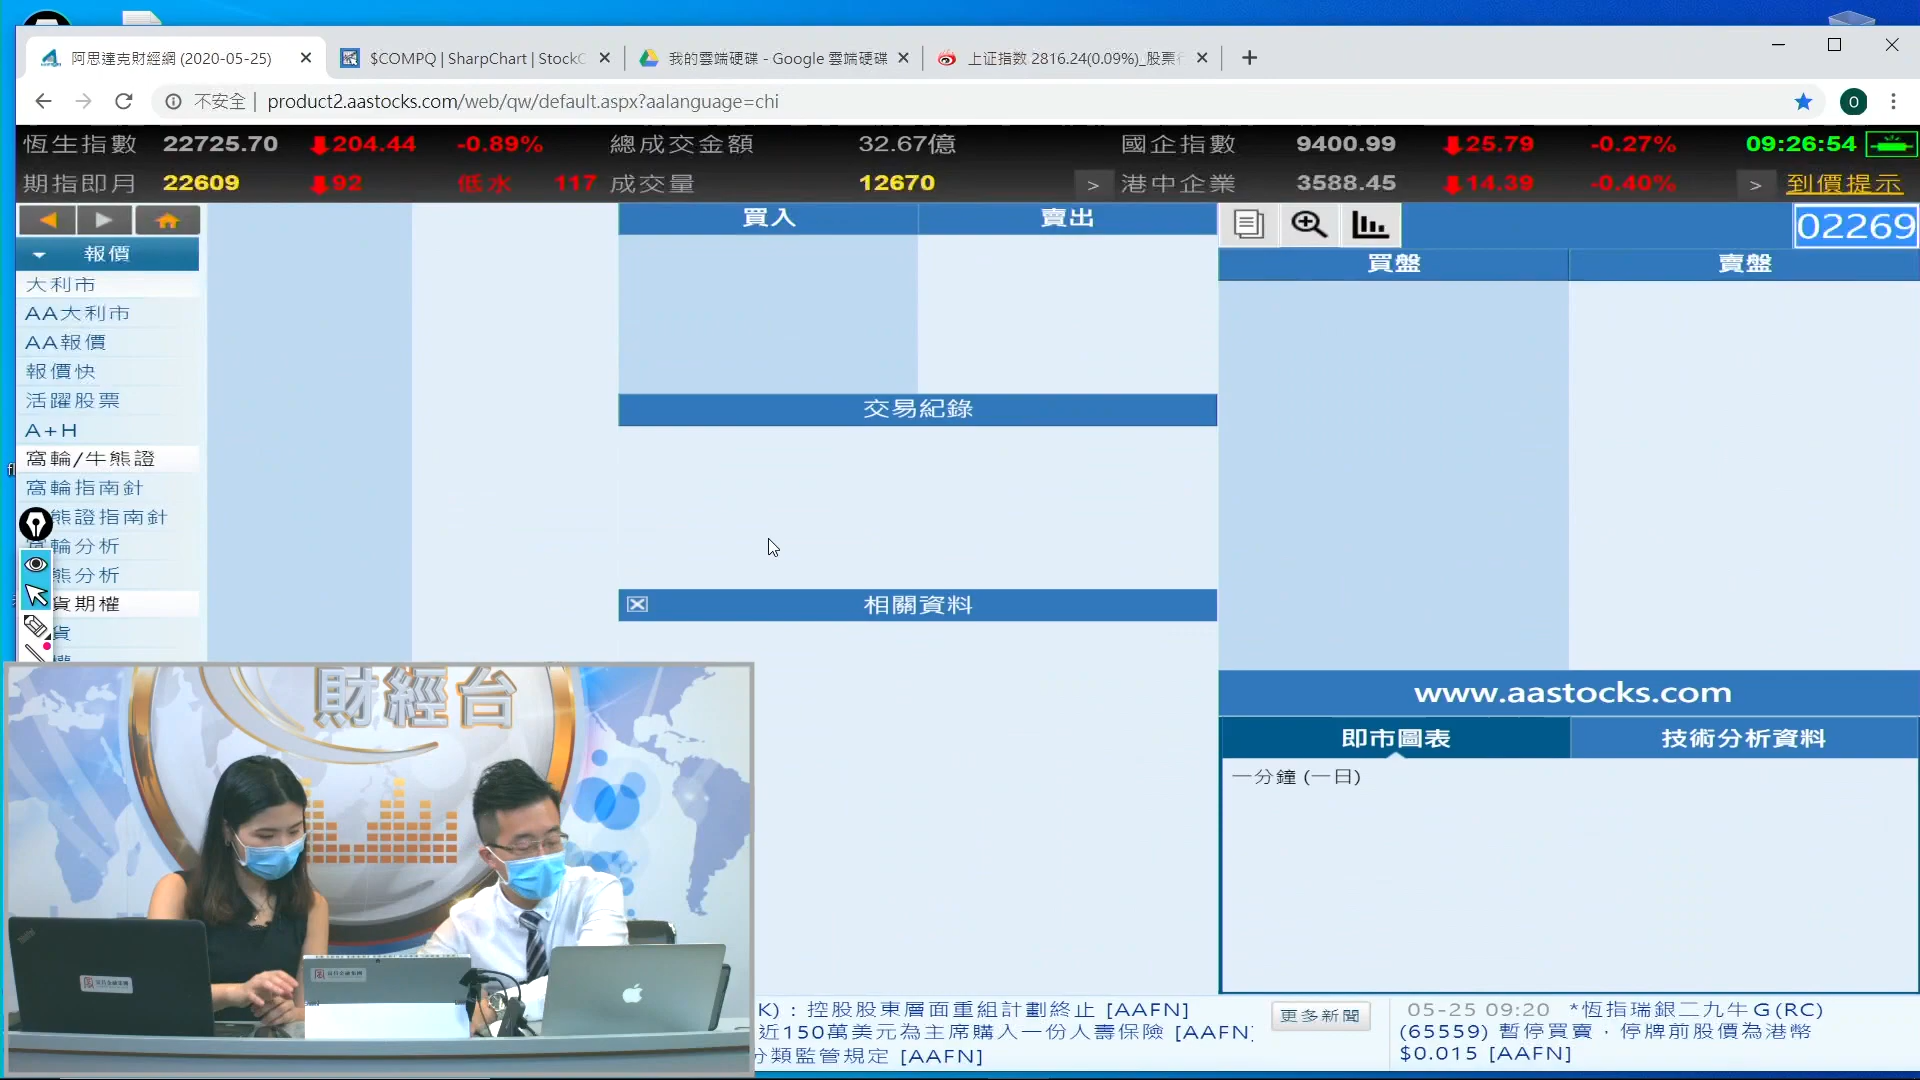 阿思達克財經網 (2020-05-25)
$COMPQ | SharpChart | StockC
我的雲端硬碟 - Google 雲端硬碟
上证指数 2816.24(0.09%)_股票行
不安全 | product2.aastocks.com/web/qw/default.aspx?aalanguage=chi
O
恆生指數 22725.70 204.44 -0.89% 總成交金額 32.67億 國企指數 9400.99 25.79 -0.27% 09:26:54
期指即月 22609 92 低水 117 成交量 12670 > 港中企業 3588.45 14.39 -0.40% > 到價提示
買入 賣出
02269
報價
買盤 賣盤
大利市
AA大利市
AA報價
報價快
活躍股票
A+H
交易紀錄
窩輪/牛熊證
窩輪指南針
熊證指南針
窩輪分析
熊分析
貨期權
貨
相關資料
www.aastocks.com
即市圖表 技術分析資料
一分鐘 (一日)
財經台
K) : 控股股東層面重組計劃終止 [AAFN]
近150萬美元為主席購入一份人壽保險 [AAFN]
分類監管規定 [AAFN]
更多新聞
05-25 09:20 *恆指瑞銀二九牛G(RC)
(65559) 暫停買賣，停牌前股價為港幣
$0.015 [AAFN]